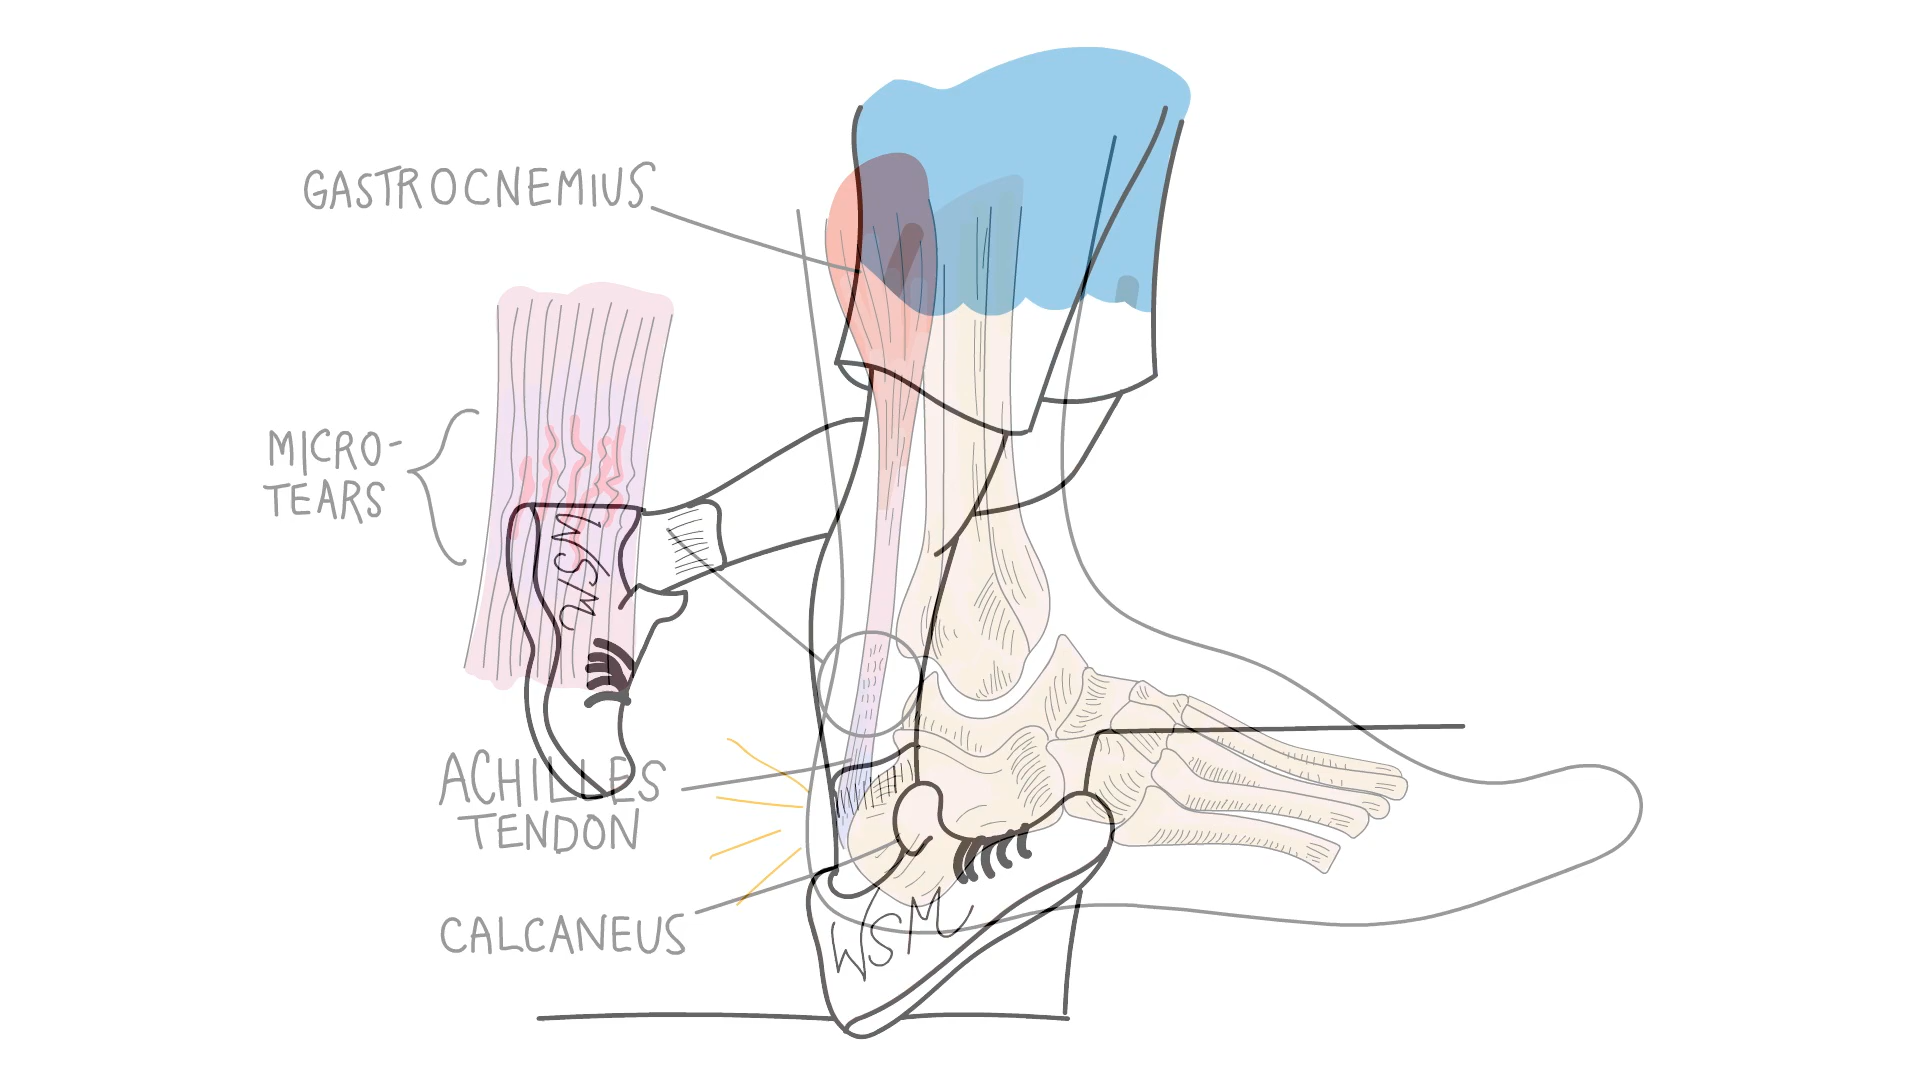 GASTROCNEMIUS
MICRO-
TEARS
WSM
ACHILLES
TENDON
CALCANEUS
WSM